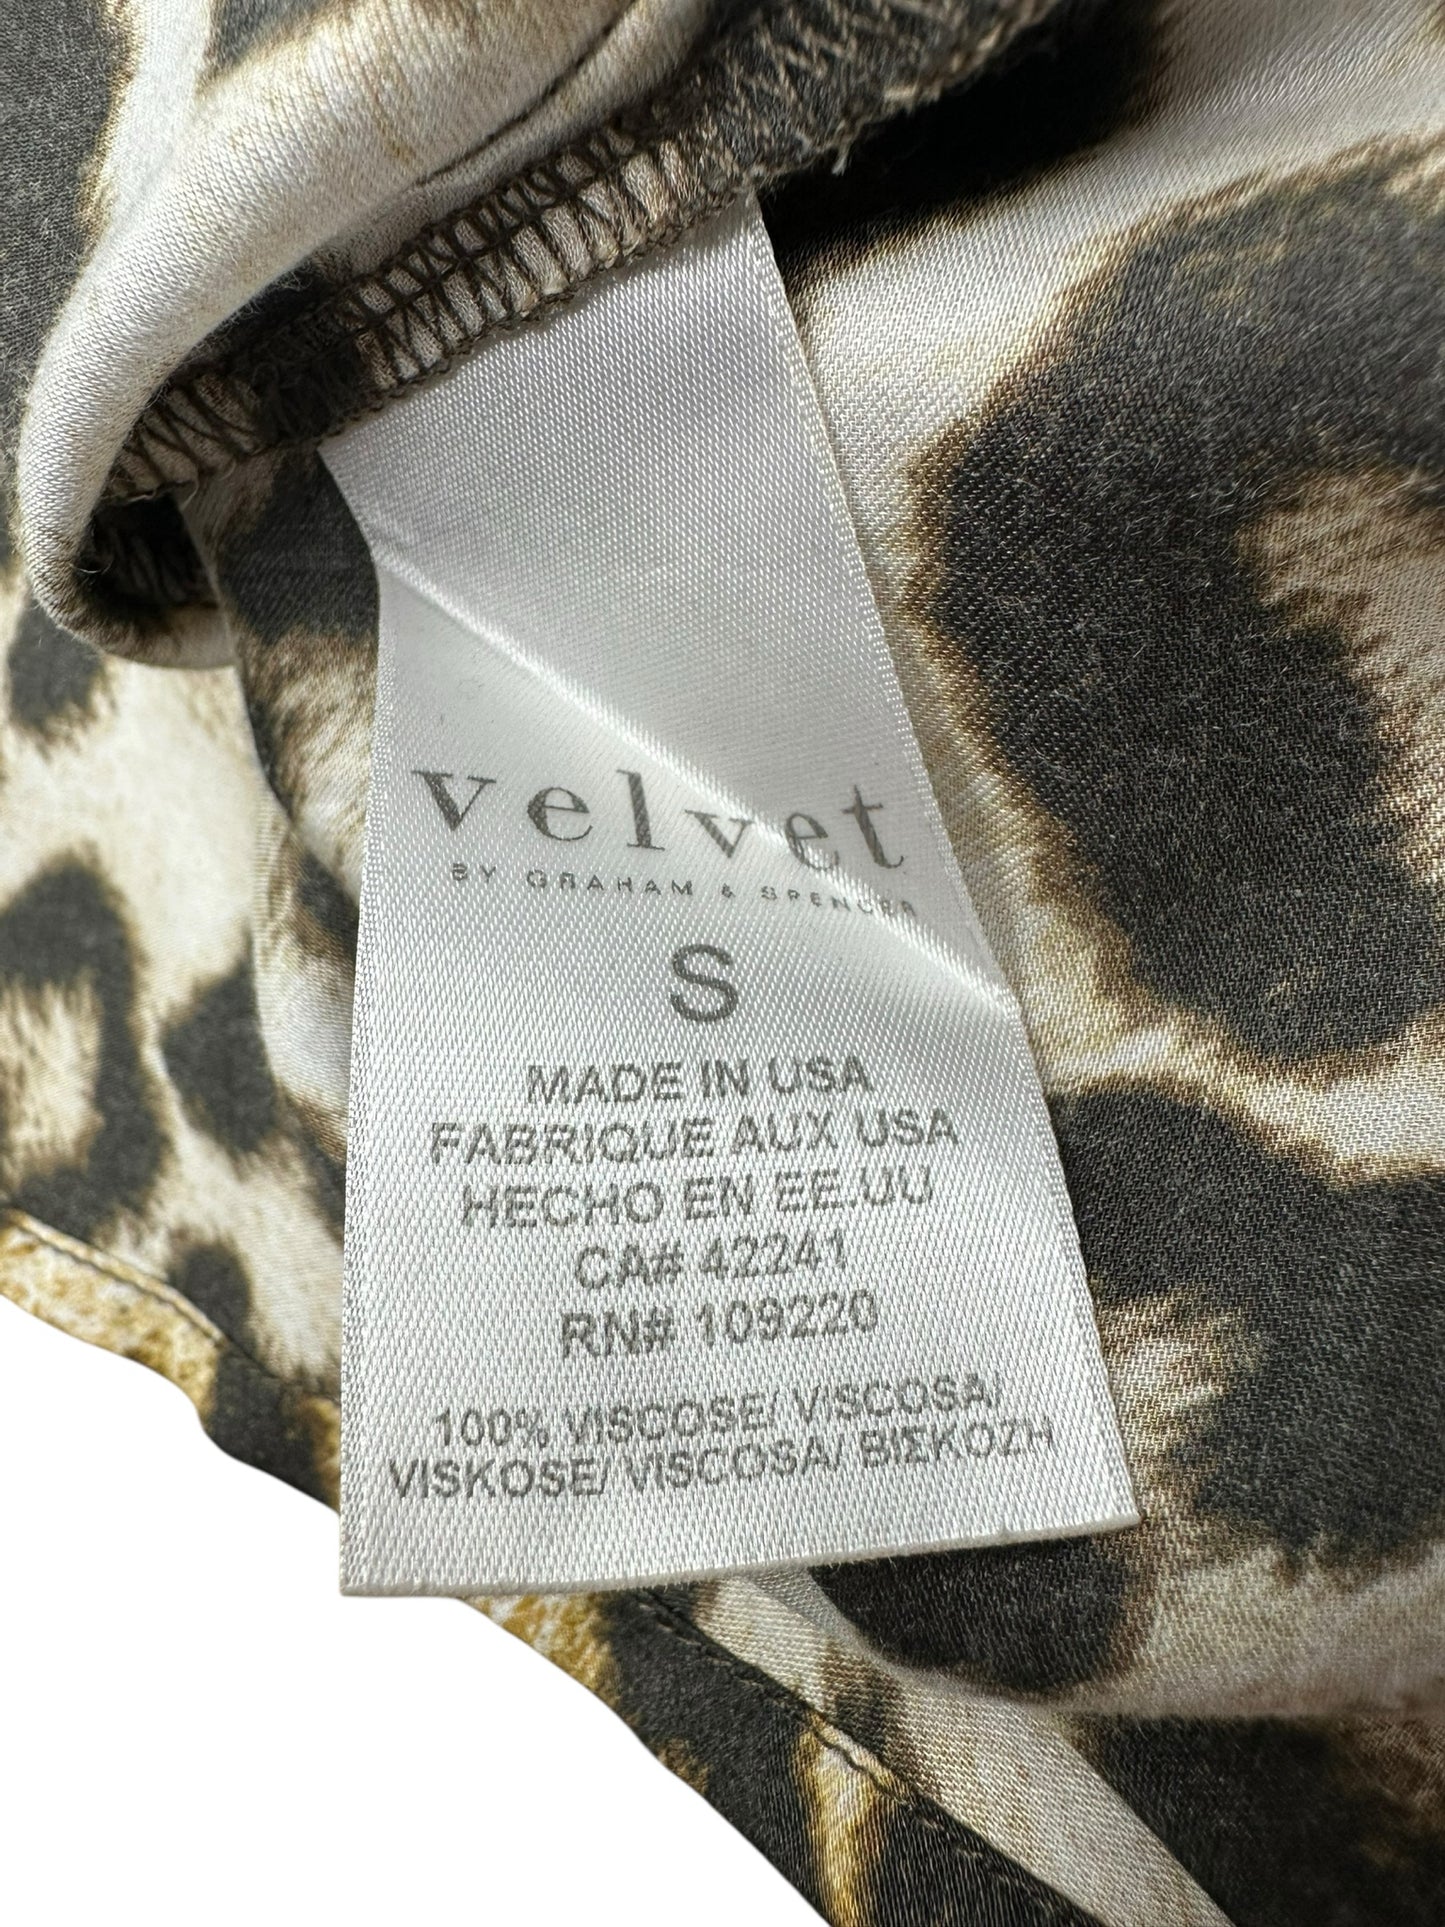 velvet
BY GRAHAM & SPENCER
S
MADE IN USA
FABRIQUE AUX USA
HECHO EN EE.UU
CA# 42241
RN# 109220
100% VISCOSE/ VISCOSA/
VISKOSE/ VISCOSA/ ΒΙΣΚΌΖΗ